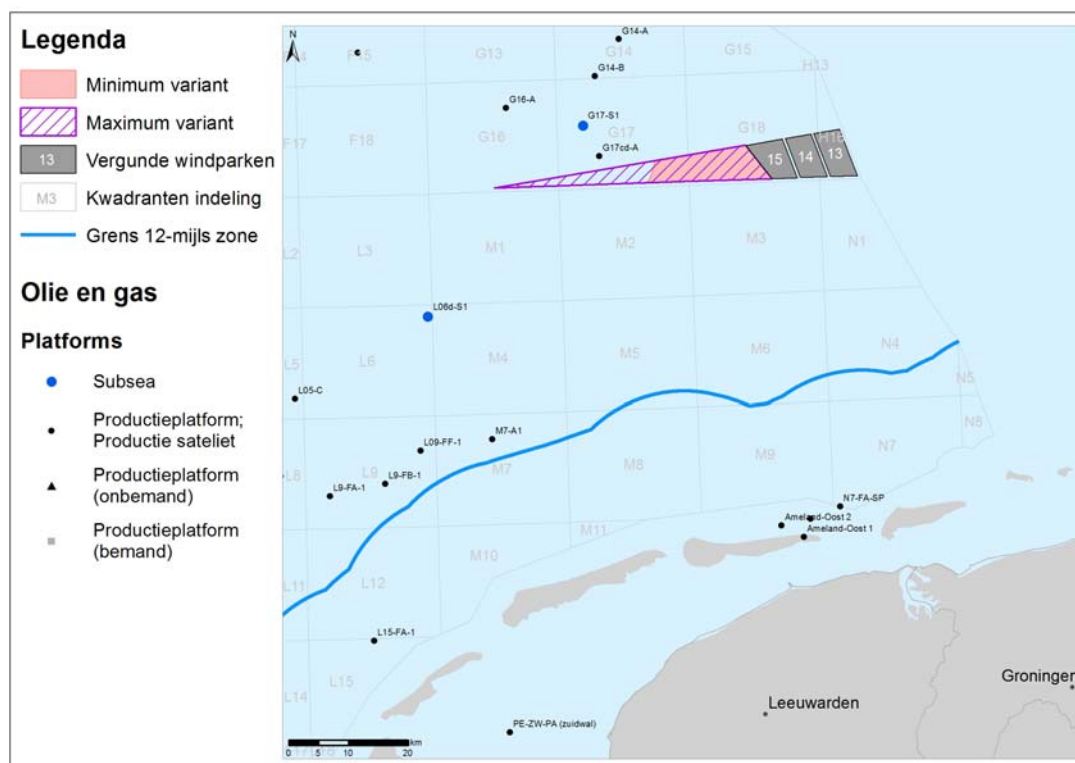 Legenda
Minimum variant
Maximum variant
13 Vergunde windparken
M3 Kwadranten indeling
Grens 12-mijls zone
Olie en gas
Platforms
Subsea
Productieplatform;
Productie sateliet
Productieplatform
(onbemand)
Productieplatform
(bemand)
N
F15
G13
G14-A
G14
G15
G14-B
H13
G16-A
G17-S1
F17
F18
G16
G17
G18
G17cd-A
15
14
13
L2
L3
M1
M2
M3
N1
L06d-S1
L5
L6
M4
M5
M6
N4
N5
L05-C
L09-FF-1
M7-A1
N8
L8
L9
L9-FB-1
M7
M8
M9
N7
L9-FA-1
N7-FA-SP
Ameland-Oost 2
Ameland-Oost 1
M11
M10
L11
L12
L15-FA-1
L14
L15
Groningen
Leeuwarden
PE-ZW-PA (zuidwal)
km
0 5 10 20